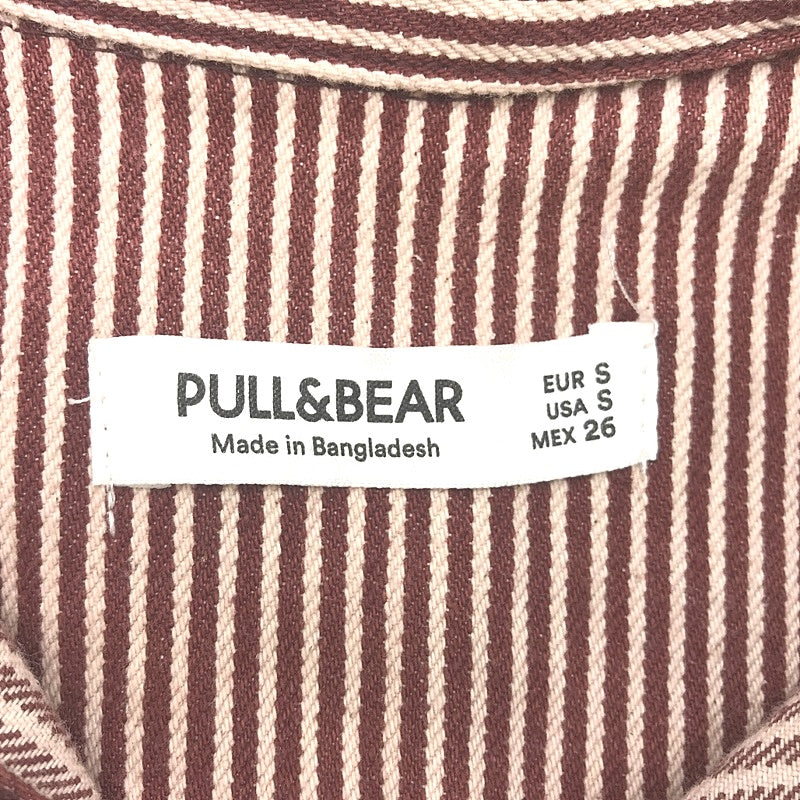 PULL&BEAR
Made in Bangladesh
EUR S
USA S
MEX 26